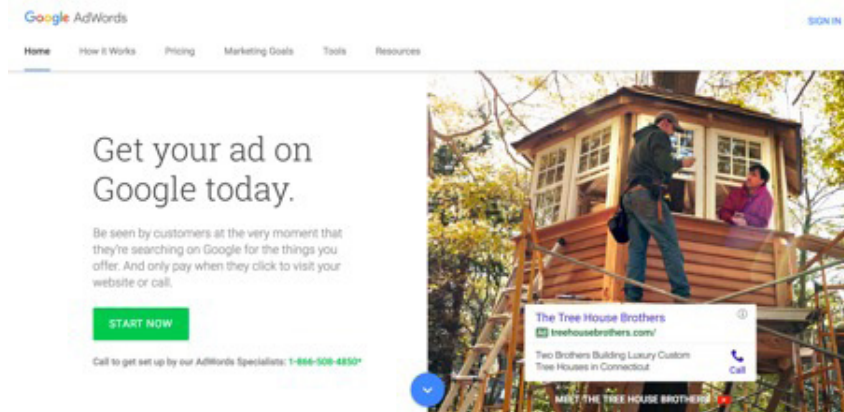 Google AdWords
SIGN IN
Home How it Works Pricing Marketing Goals Tools Resources
Get your ad on
Google today.
Be seen by customers at the very moment that
they're searching on Google for the things you
offer. And only pay when they click to visit your
website or call.
START NOW
Call to get set up by our AdWords Specialists: 1-866-508-4850*
The Tree House Brothers
Ad treehousebrothers.com/
Two Brothers Building Luxury Custom
Tree Houses in Connecticut
Call
MEET THE TREE HOUSE BROTHERS